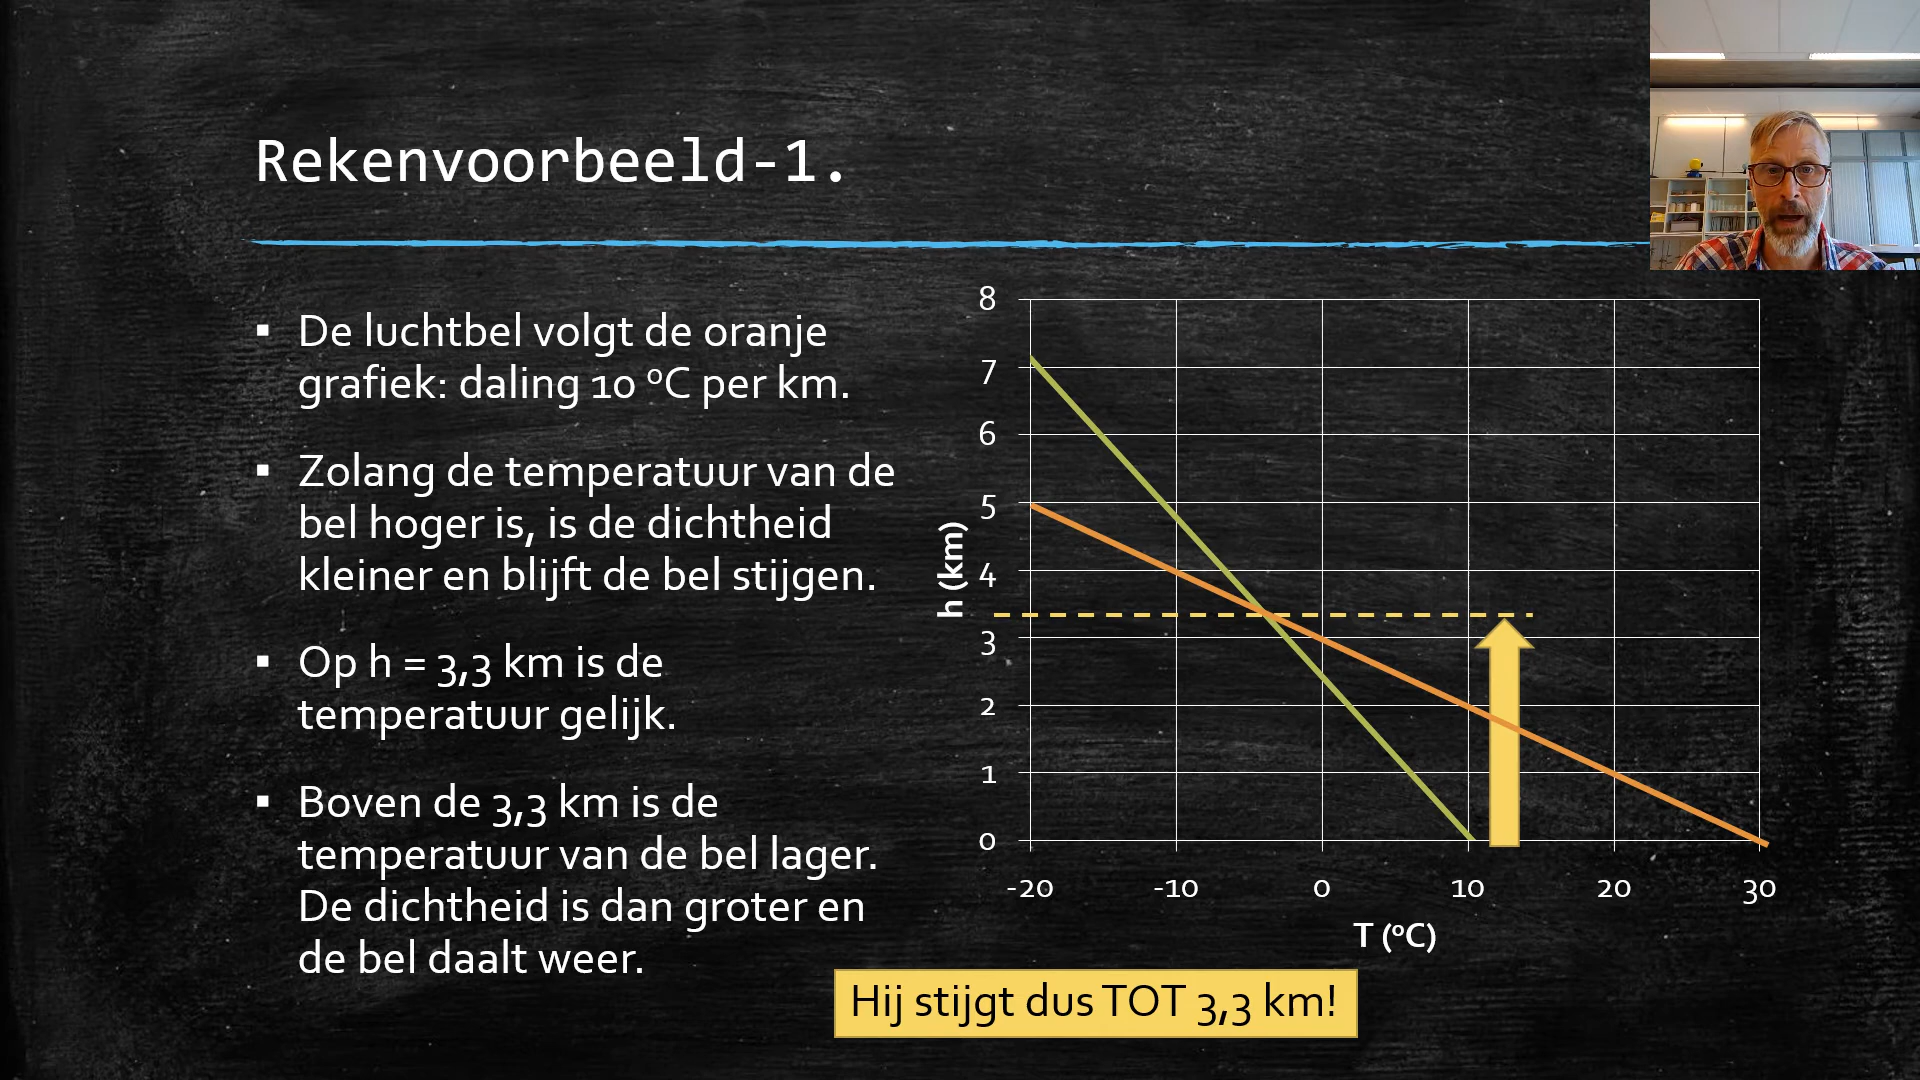 Rekenvoorbeeld-1.
▪ De luchtbel volgt de oranje
grafiek: daling 10 °C per km.
▪ Zolang de temperatuur van de
bel hoger is, is de dichtheid
kleiner en blijft de bel stijgen.
▪ Op h = 3,3 km is de
temperatuur gelijk.
▪ Boven de 3,3 km is de
temperatuur van de bel lager.
De dichtheid is dan groter en
de bel daalt weer.
8
7
6
5
4
3
2
1
0
h (km)
-20 -10 0 10 20 30
T (°C)
Hij stijgt dus TOT 3,3 km!